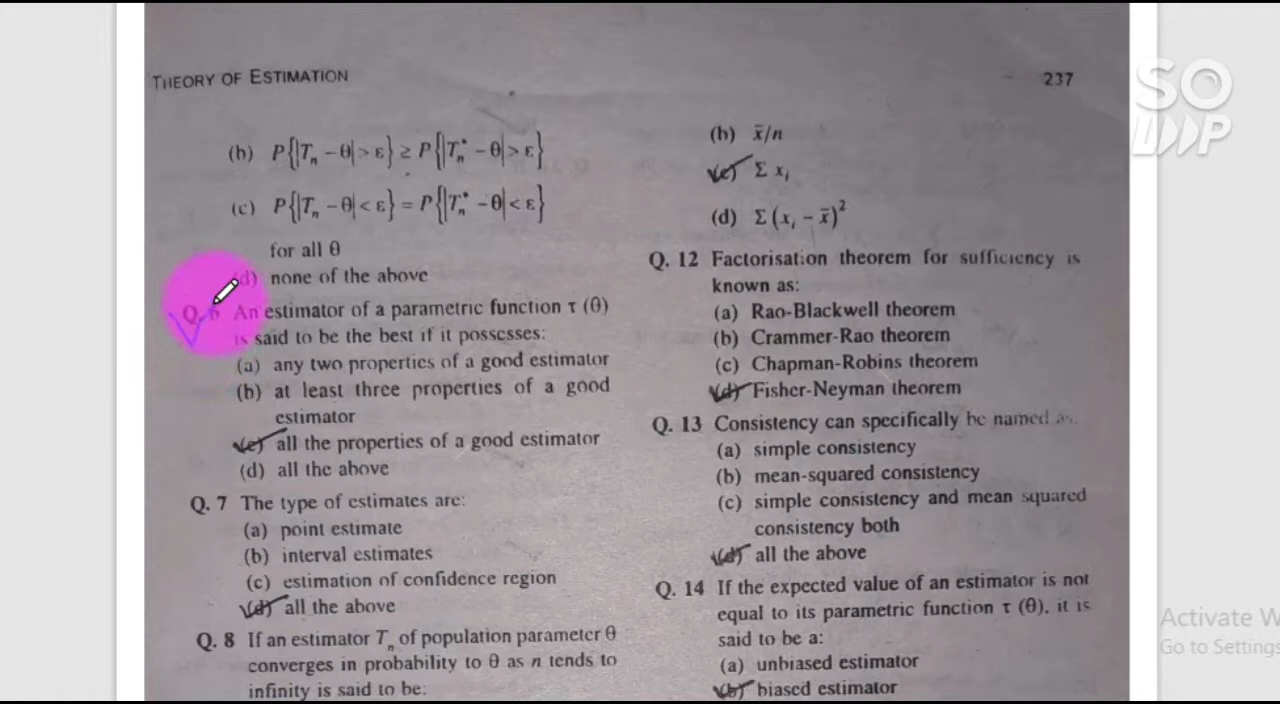 THEORY OF ESTIMATION
237
(b) P{|Tₙ − θ| > ε} ≥ P{|Tₙ* − θ| > ε}
(c) P{|Tₙ − θ| < ε} = P{|Tₙ* − θ| < ε}
for all θ
(d) none of the above
Q. 6 An estimator of a parametric function τ (θ)
is said to be the best if it possesses:
(a) any two properties of a good estimator
(b) at least three properties of a good
estimator
(c) all the properties of a good estimator
(d) all the above
Q. 7 The type of estimates are:
(a) point estimate
(b) interval estimates
(c) estimation of confidence region
(d) all the above
Q. 8 If an estimator Tₙ of population parameter θ
converges in probability to θ as n tends to
infinity is said to be:
(b) x̄/n
(c) Σ xᵢ
(d) Σ (xᵢ − x̄)²
Q. 12 Factorisation theorem for sufficiency is
known as:
(a) Rao-Blackwell theorem
(b) Crammer-Rao theorem
(c) Chapman-Robins theorem
(d) Fisher-Neyman theorem
Q. 13 Consistency can specifically be named as
(a) simple consistency
(b) mean-squared consistency
(c) simple consistency and mean squared
consistency both
(d) all the above
Q. 14 If the expected value of an estimator is not
equal to its parametric function τ (θ), it is
said to be a:
(a) unbiased estimator
(b) biased estimator
SO
Activate W
Go to Settings